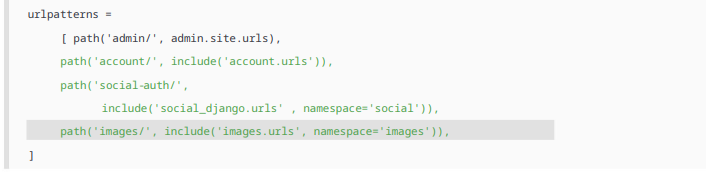 urlpatterns =
[ path('admin/', admin.site.urls),
path('account/', include('account.urls')),
path('social-auth/',
include('social_django.urls' , namespace='social')),
path('images/', include('images.urls', namespace='images')),
]